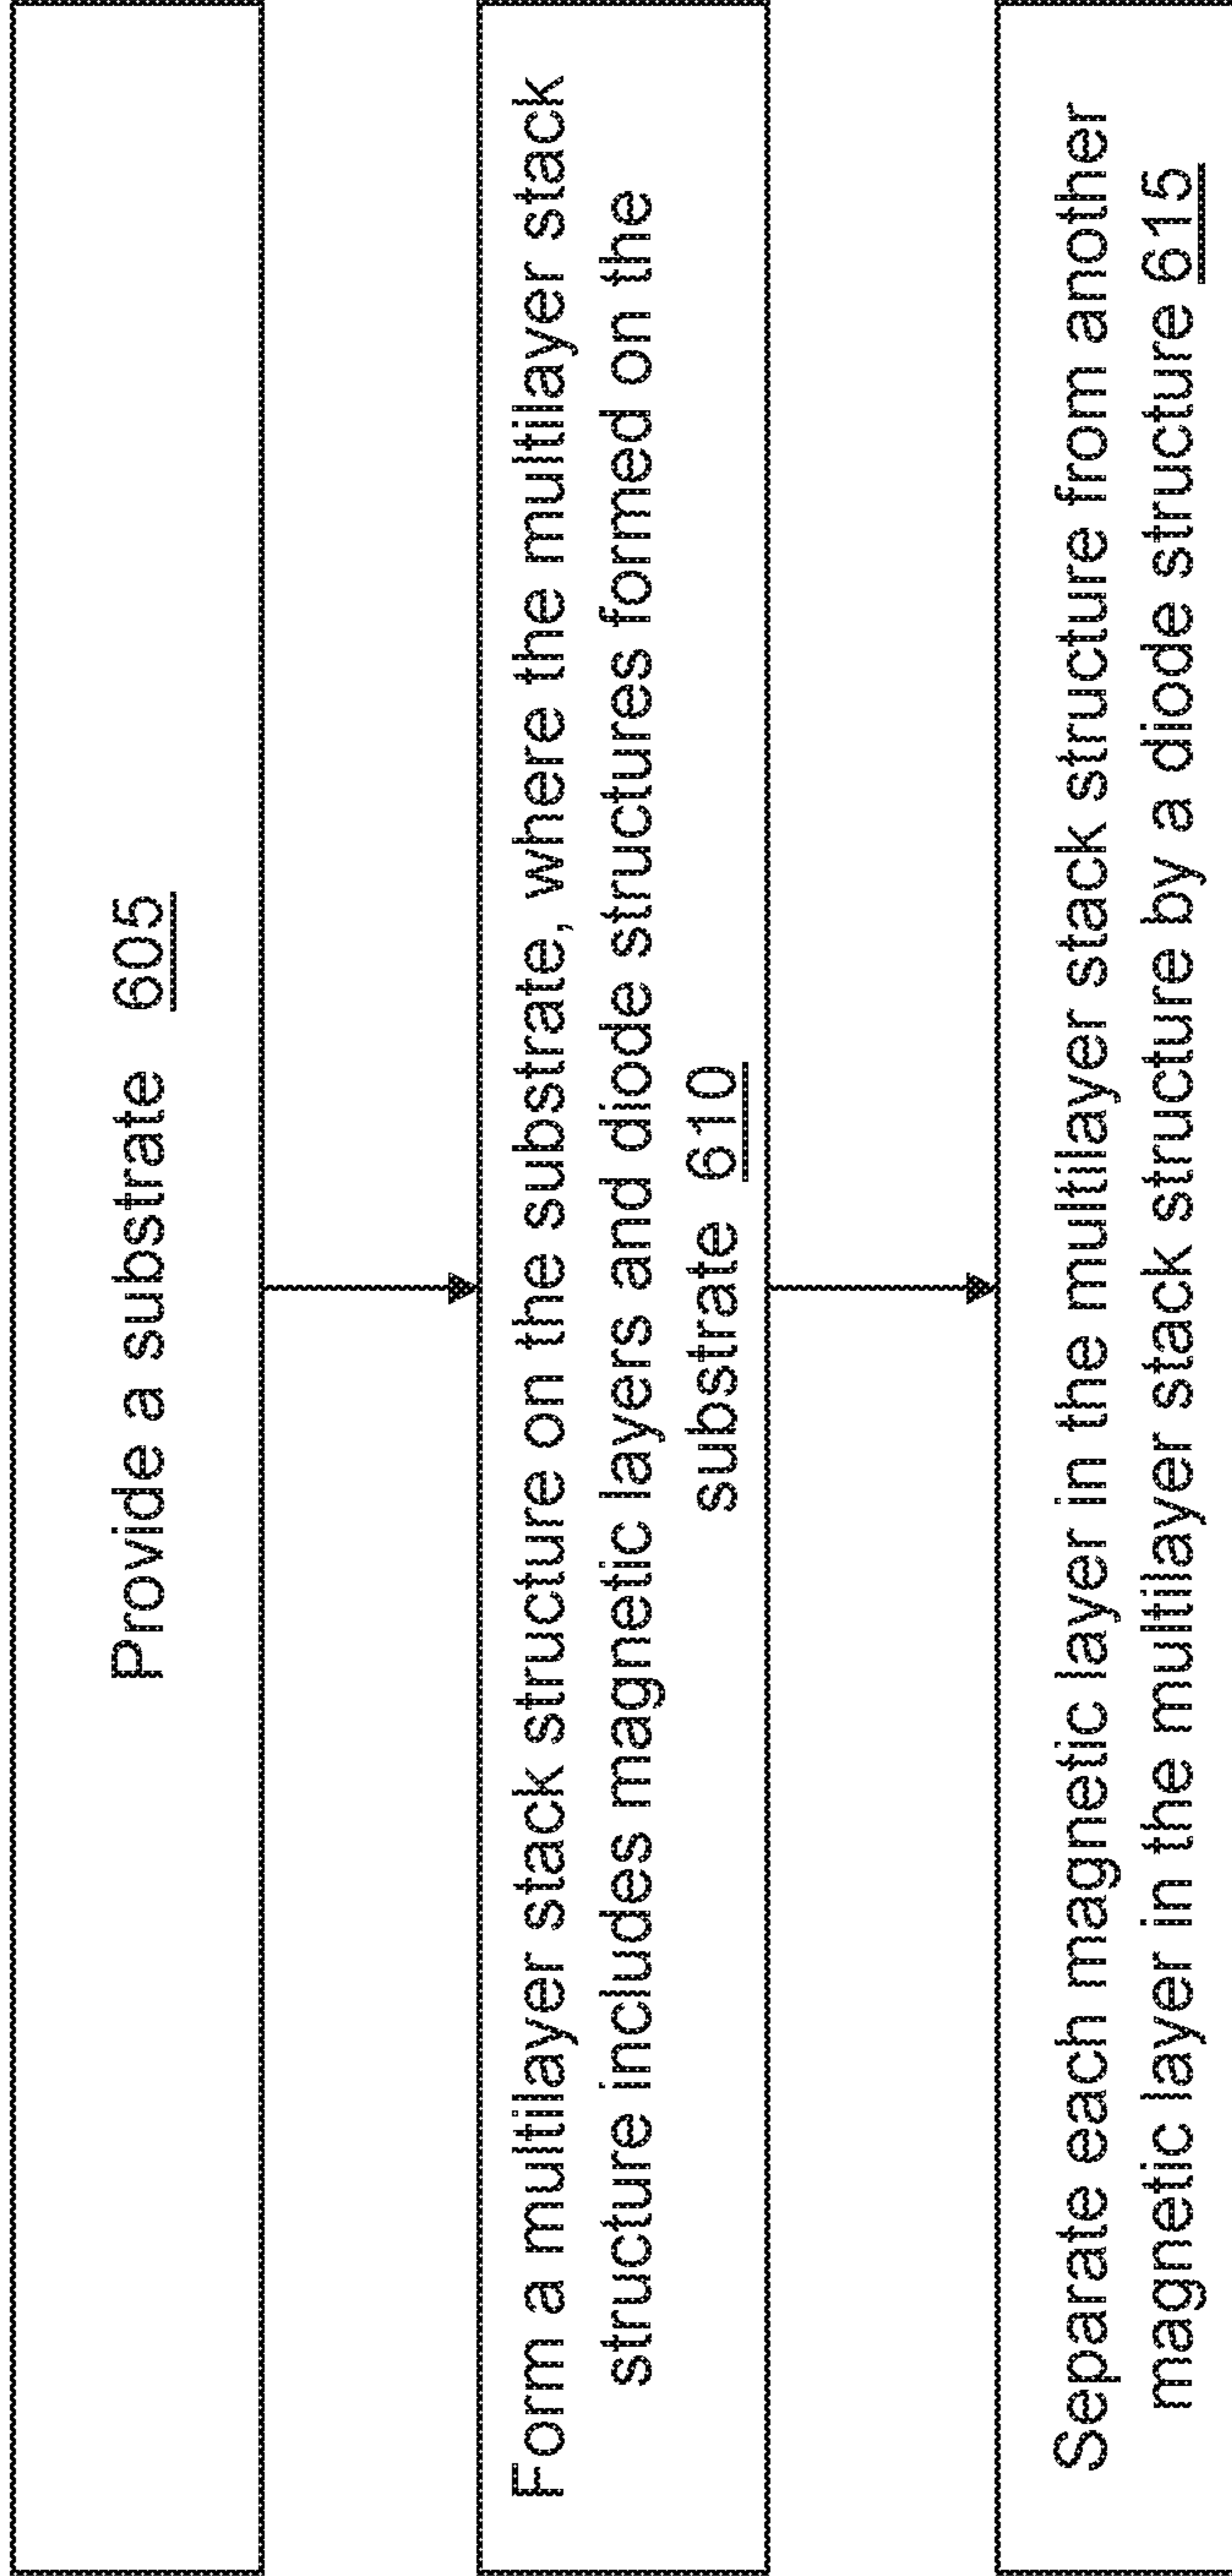 Provide a substrate 605
Form a multilayer stack structure on the substrate, where the multilayer stack
structure includes magnetic layers and diode structures formed on the
substrate 610
Separate each magnetic layer in the multilayer stack structure from another
magnetic layer in the multilayer stack structure by a diode structure 615